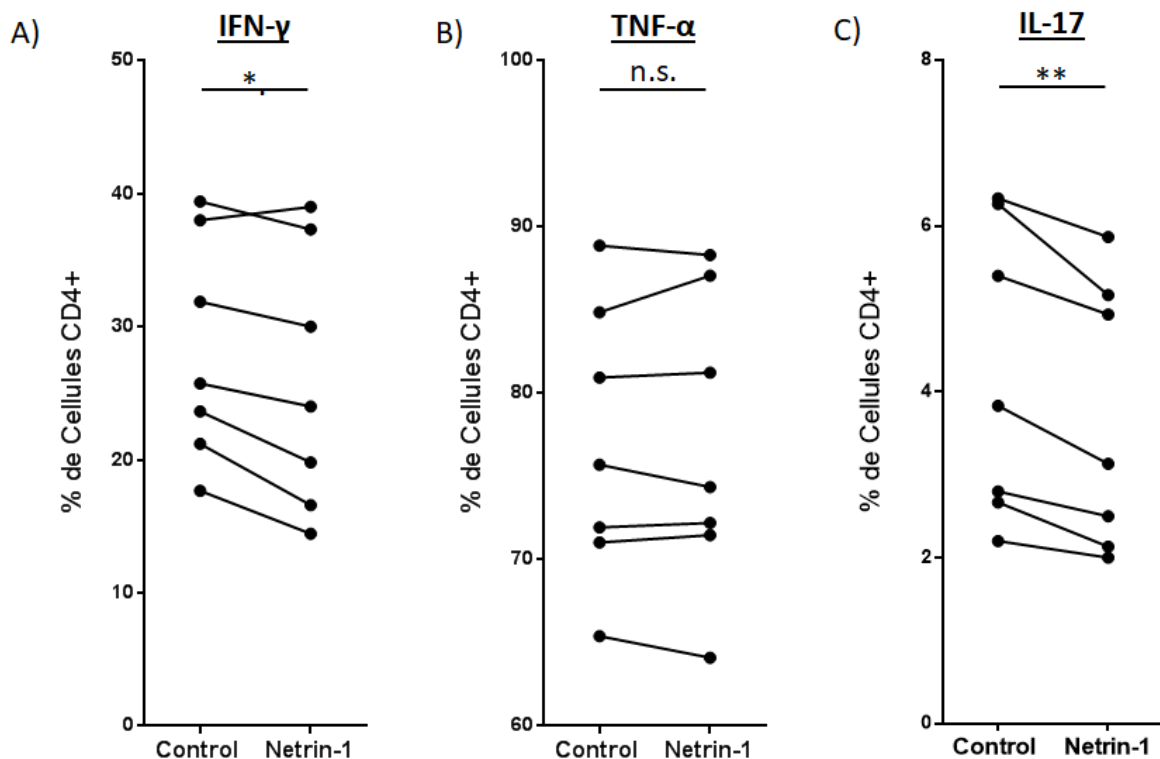 A)
IFN-γ
*
% de Cellules CD4+
50
40
30
20
10
0
Control Netrin-1
B)
TNF-α
n.s.
% de Cellules CD4+
100
90
80
70
60
Control Netrin-1
C)
IL-17
**
% de Cellules CD4+
8
6
4
2
0
Control Netrin-1